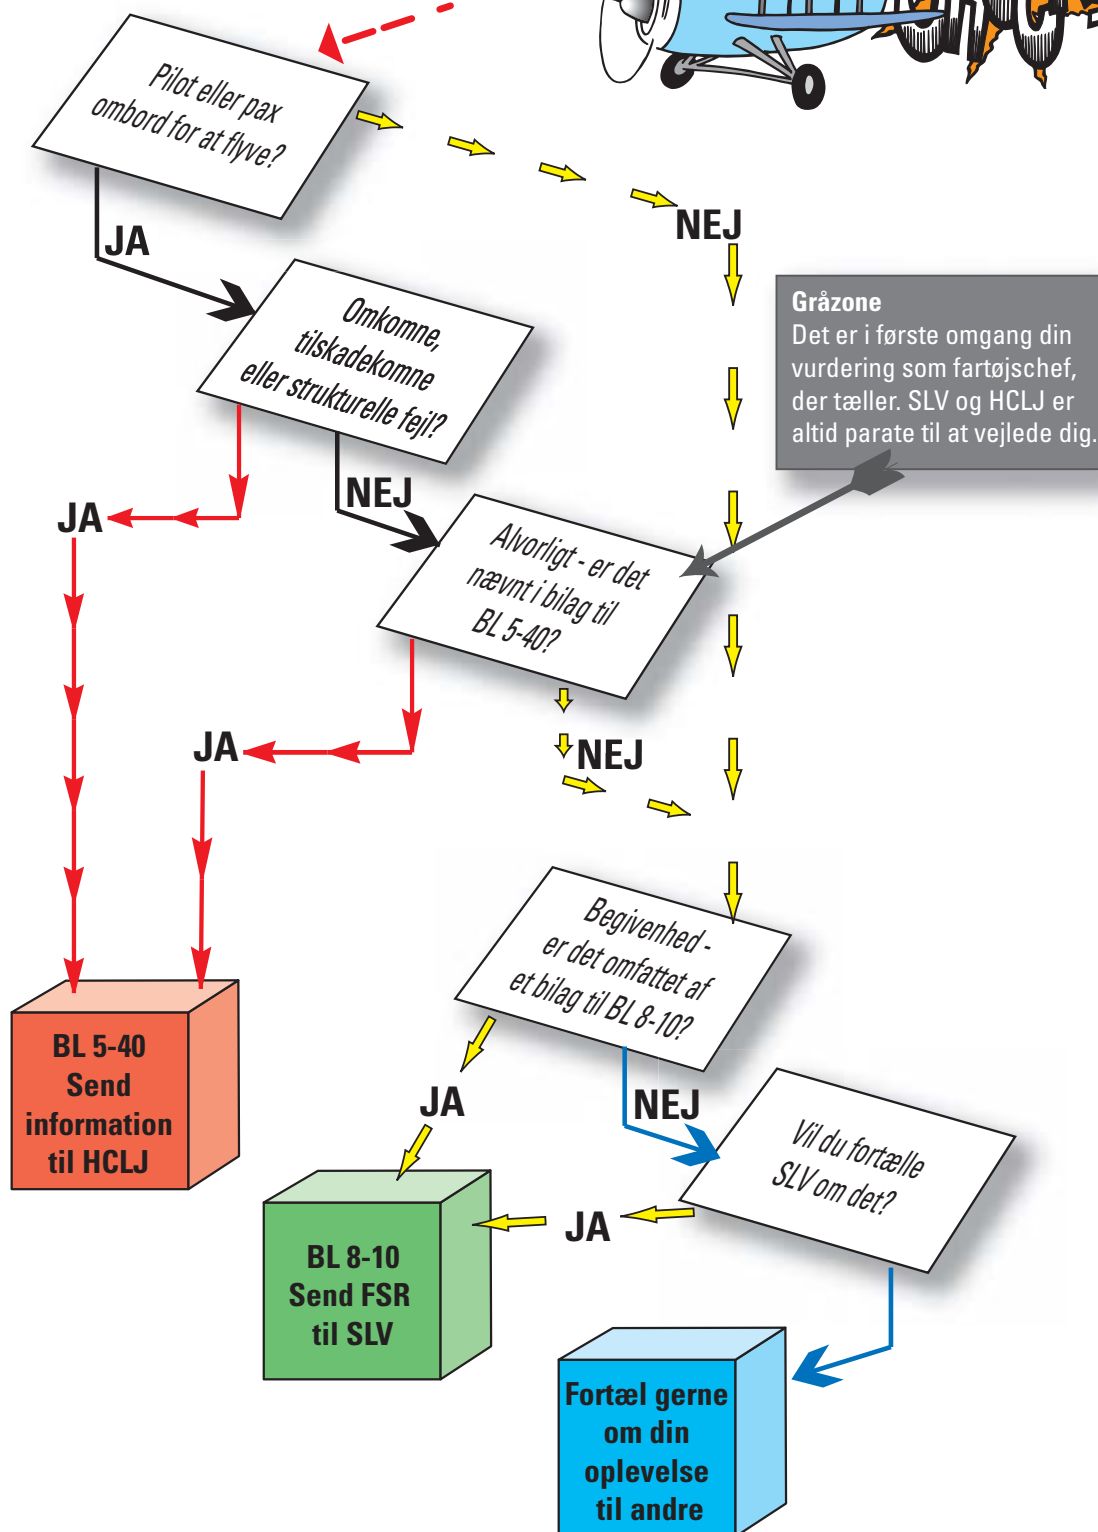 Pilot eller pax
ombord for at flyve?
NEJ
JA
Omkomne,
tilskadekomne
eller strukturelle fejl?
Gråzone
Det er i første omgang din
vurdering som fartøjschef,
der tæller. SLV og HCLJ er
altid parate til at vejlede dig.
JA
NEJ
Alvorligt - er det
nævnt i bilag til
BL 5-40?
JA
NEJ
Begivenhed -
er det omfattet af
et bilag til BL 8-10?
BL 5-40
Send
information
til HCLJ
JA
NEJ
Vil du fortælle
SLV om det?
JA
BL 8-10
Send FSR
til SLV
Fortæl gerne
om din
oplevelse
til andre